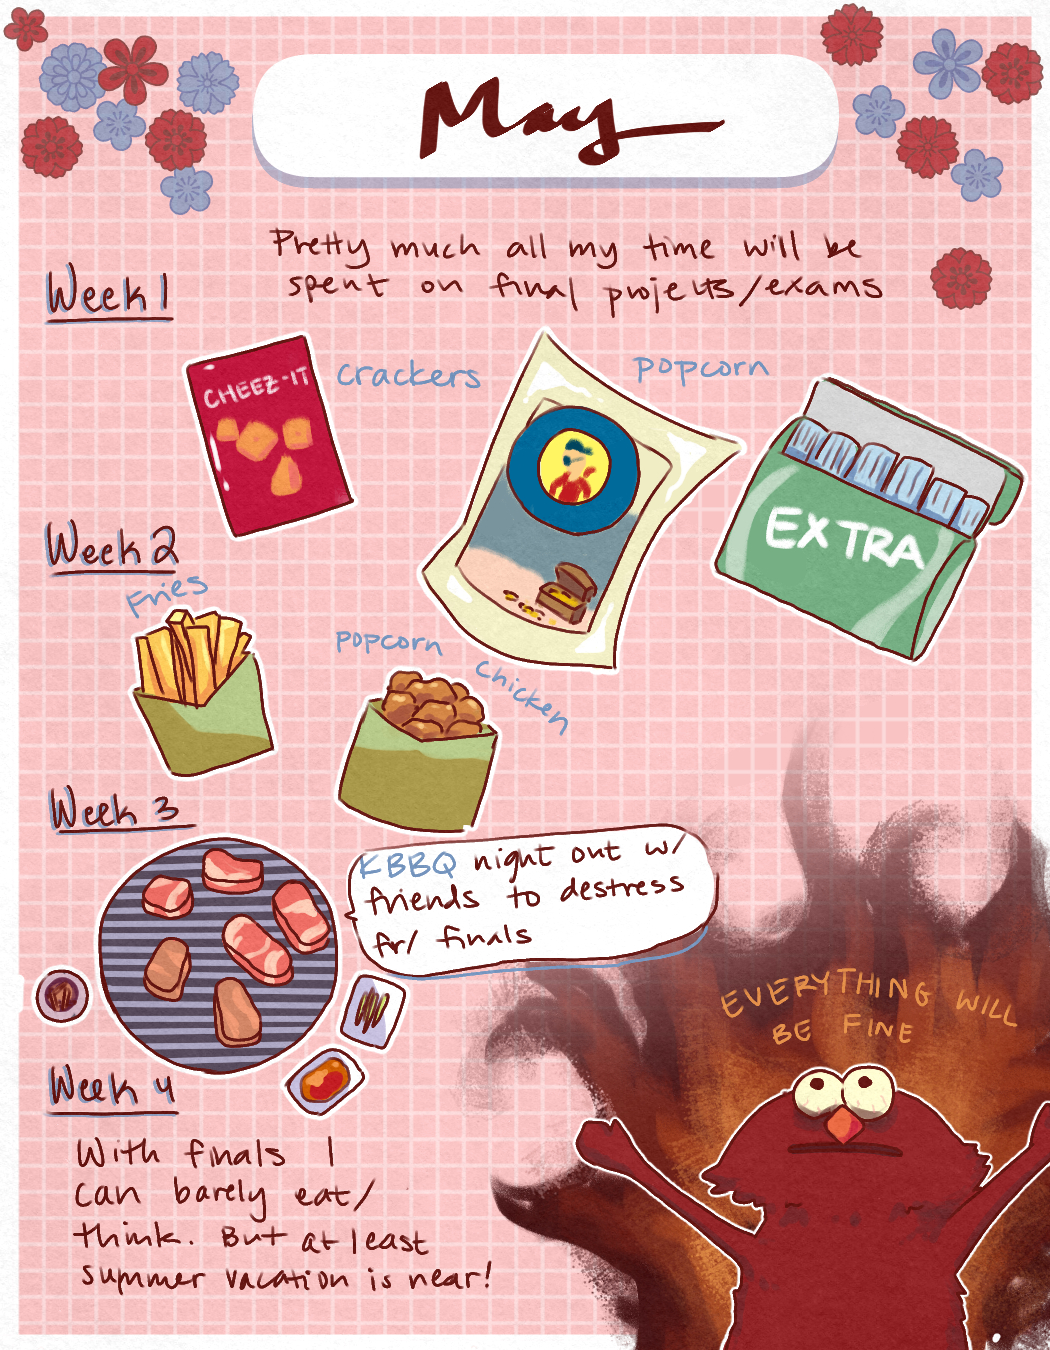 May
Pretty much all my time will be
spent on final projects/exams
Week 1
CHEEZ-IT
crackers
popcorn
EXTRA
Week 2
Fries
popcorn
chicken
Week 3
KBBQ night out w/
friends to destress
fr/ finals
EVERYTHING WILL
BE FINE
Week 4
With finals I
can barely eat/
think. But at least
summer vacation is near!